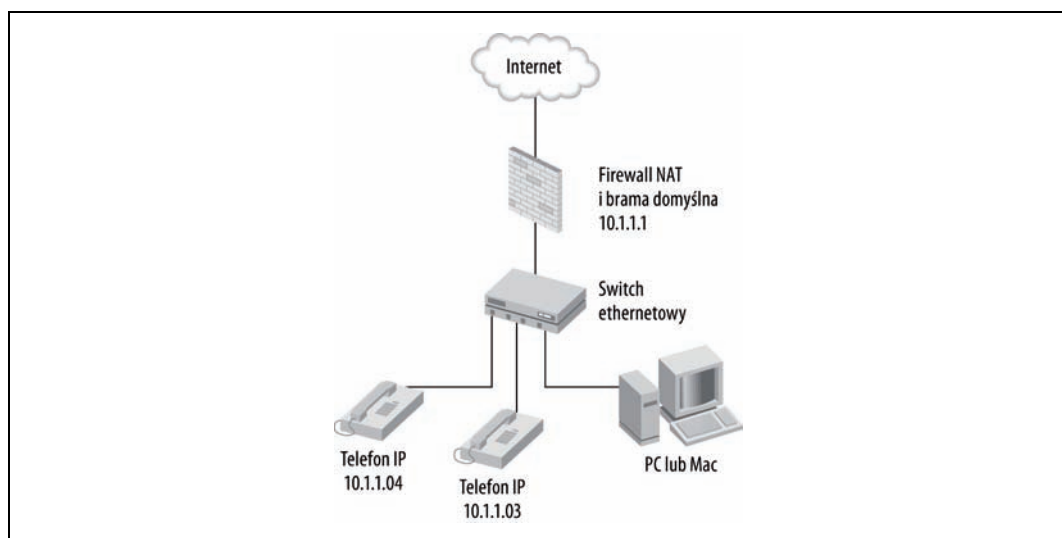 Internet
Firewall NAT
i brama domyślna
10.1.1.1
Switch
ethernetowy
Telefon IP
10.1.1.04
Telefon IP
10.1.1.03
PC lub Mac